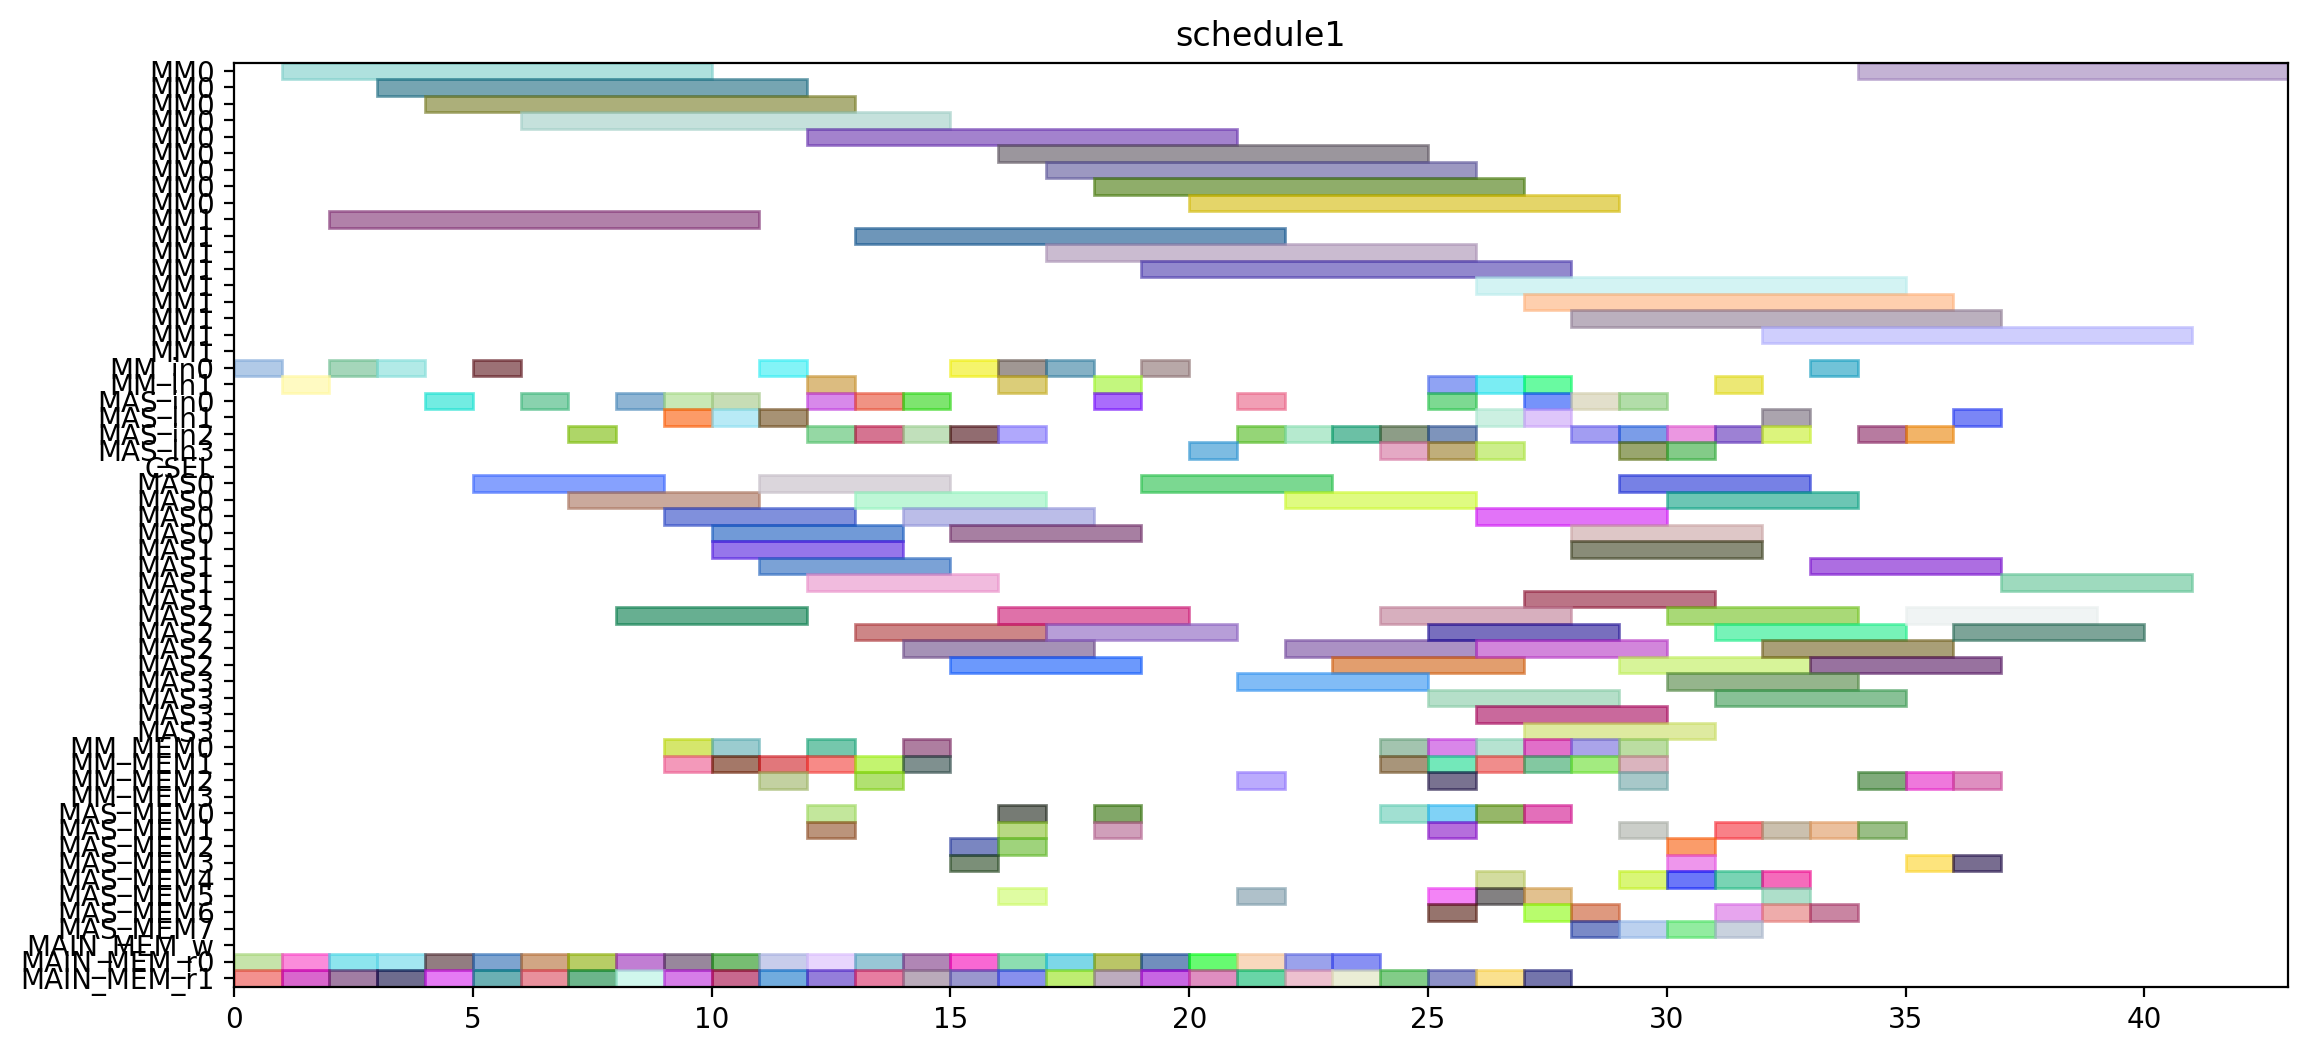 schedule1
MM0
MM0
MM0
MM0
MM0
MM0
MM0
MM0
MM0
MM1
MM1
MM1
MM1
MM1
MM1
MM1
MM1
MM1
MM_in0
MM_in1
MAS_in0
MAS_in1
MAS_in2
MAS_in3
CSEL
MAS0
MAS0
MAS0
MAS0
MAS1
MAS1
MAS1
MAS1
MAS2
MAS2
MAS2
MAS2
MAS3
MAS3
MAS3
MAS3
MM_MEM0
MM_MEM1
MM_MEM2
MM_MEM3
MAS_MEM0
MAS_MEM1
MAS_MEM2
MAS_MEM3
MAS_MEM4
MAS_MEM5
MAS_MEM6
MAS_MEM7
MAIN_MEM_w
MAIN_MEM_r0
MAIN_MEM_r1
0 5 10 15 20 25 30 35 40